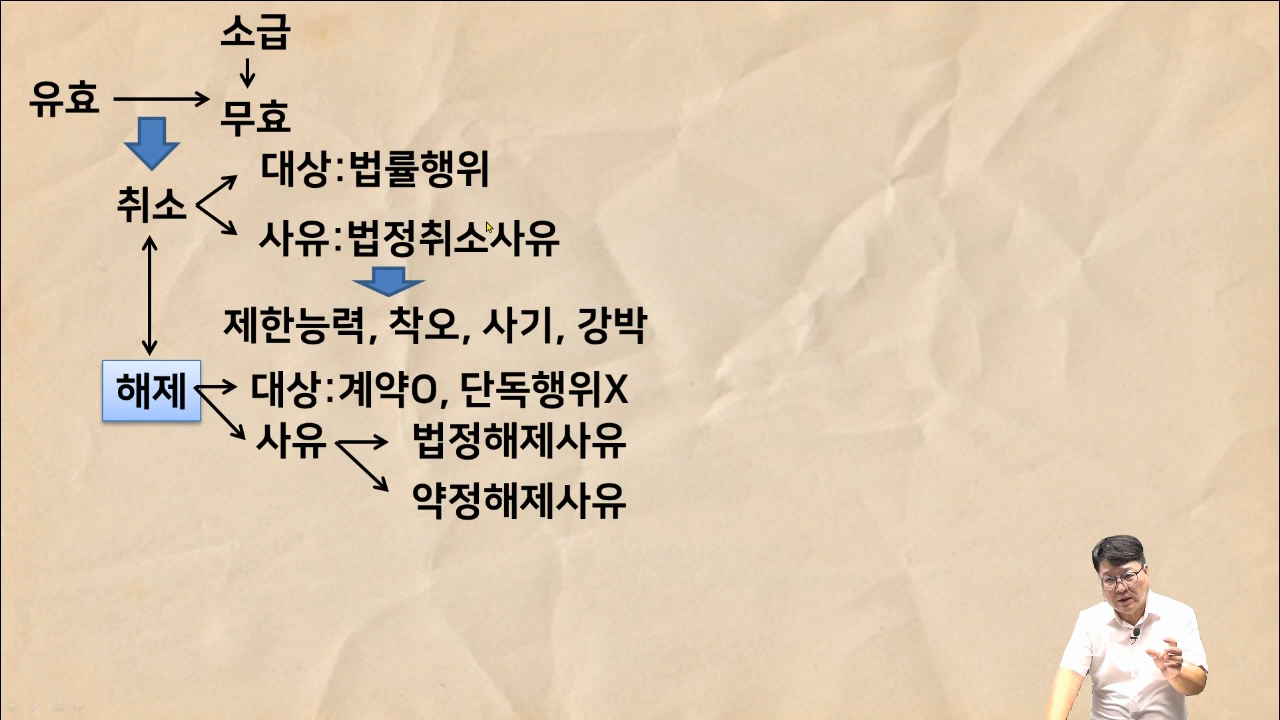 소급
유효
무효
대상:법률행위
취소
사유:법정취소사유
제한능력, 착오, 사기, 강박
해제
대상:계약O, 단독행위X
사유
법정해제사유
약정해제사유